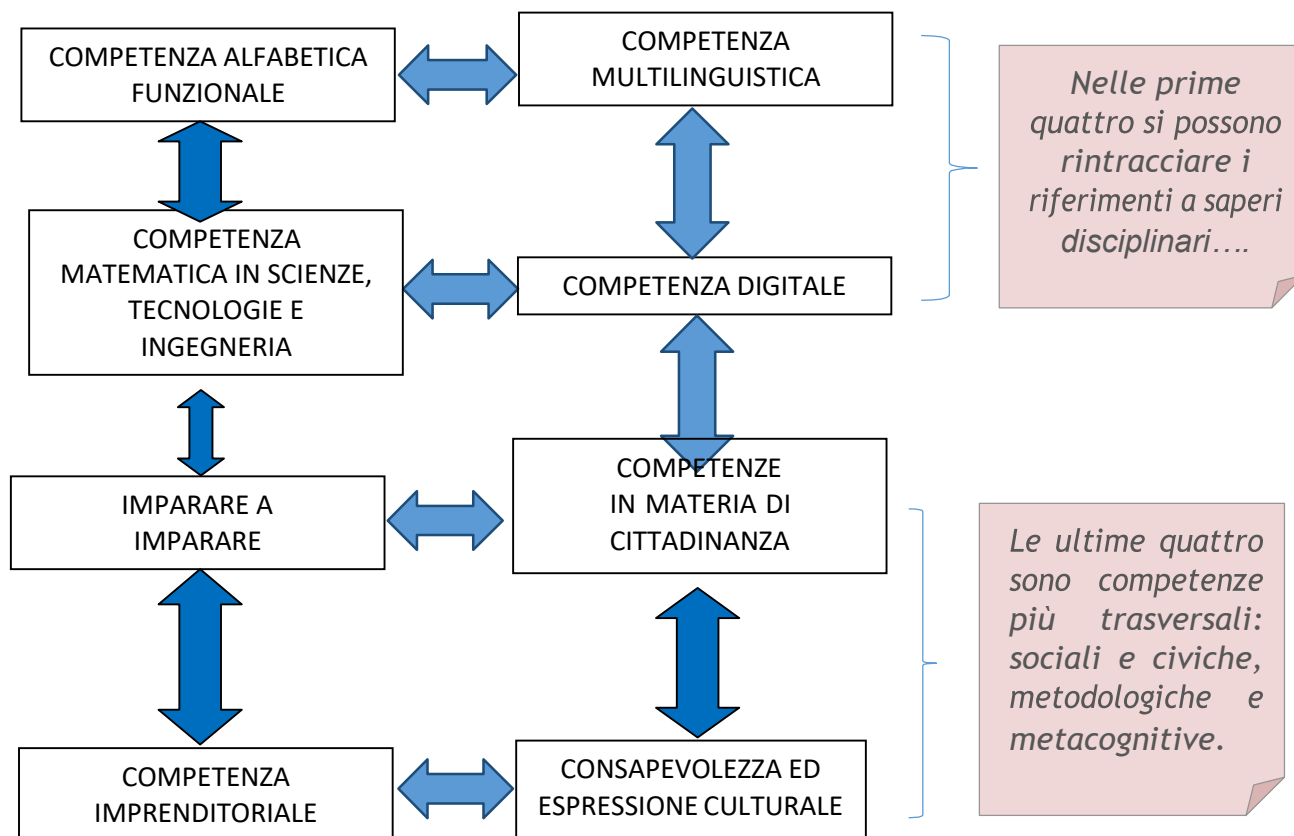 COMPETENZA ALFABETICA
FUNZIONALE
COMPETENZA
MULTILINGUISTICA
Nelle prime
quattro si possono
rintracciare i
riferimenti a saperi
disciplinari....
COMPETENZA
MATEMATICA IN SCIENZE,
TECNOLOGIE E
INGEGNERIA
COMPETENZA DIGITALE
IMPARARE A
IMPARARE
COMPETENZE
IN MATERIA DI
CITTADINANZA
Le ultime quattro
sono competenze
più trasversali:
sociali e civiche,
metodologiche e
metacognitive.
COMPETENZA
IMPRENDITORIALE
CONSAPEVOLEZZA ED
ESPRESSIONE CULTURALE